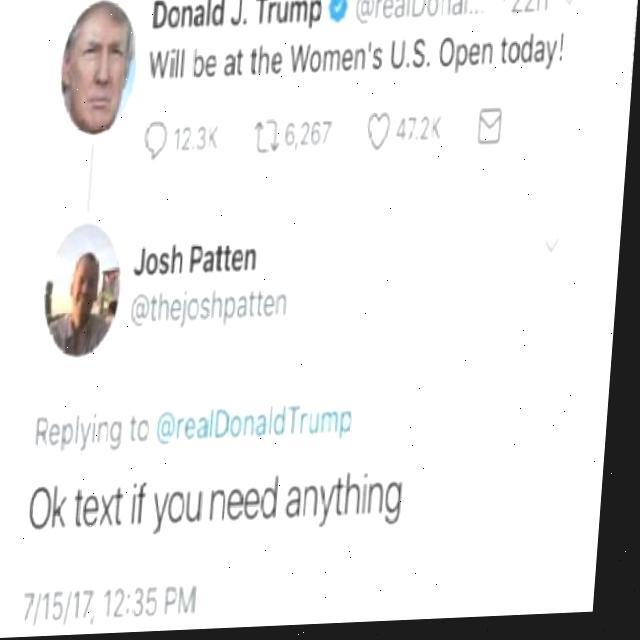 Donald J. Trump @realDonal... 22h
Will be at the Women's U.S. Open today!
12.3K 6,267 47.2K
Josh Patten
@thejoshpatten
Replying to @realDonaldTrump
Ok text if you need anything
7/15/17, 12:35 PM